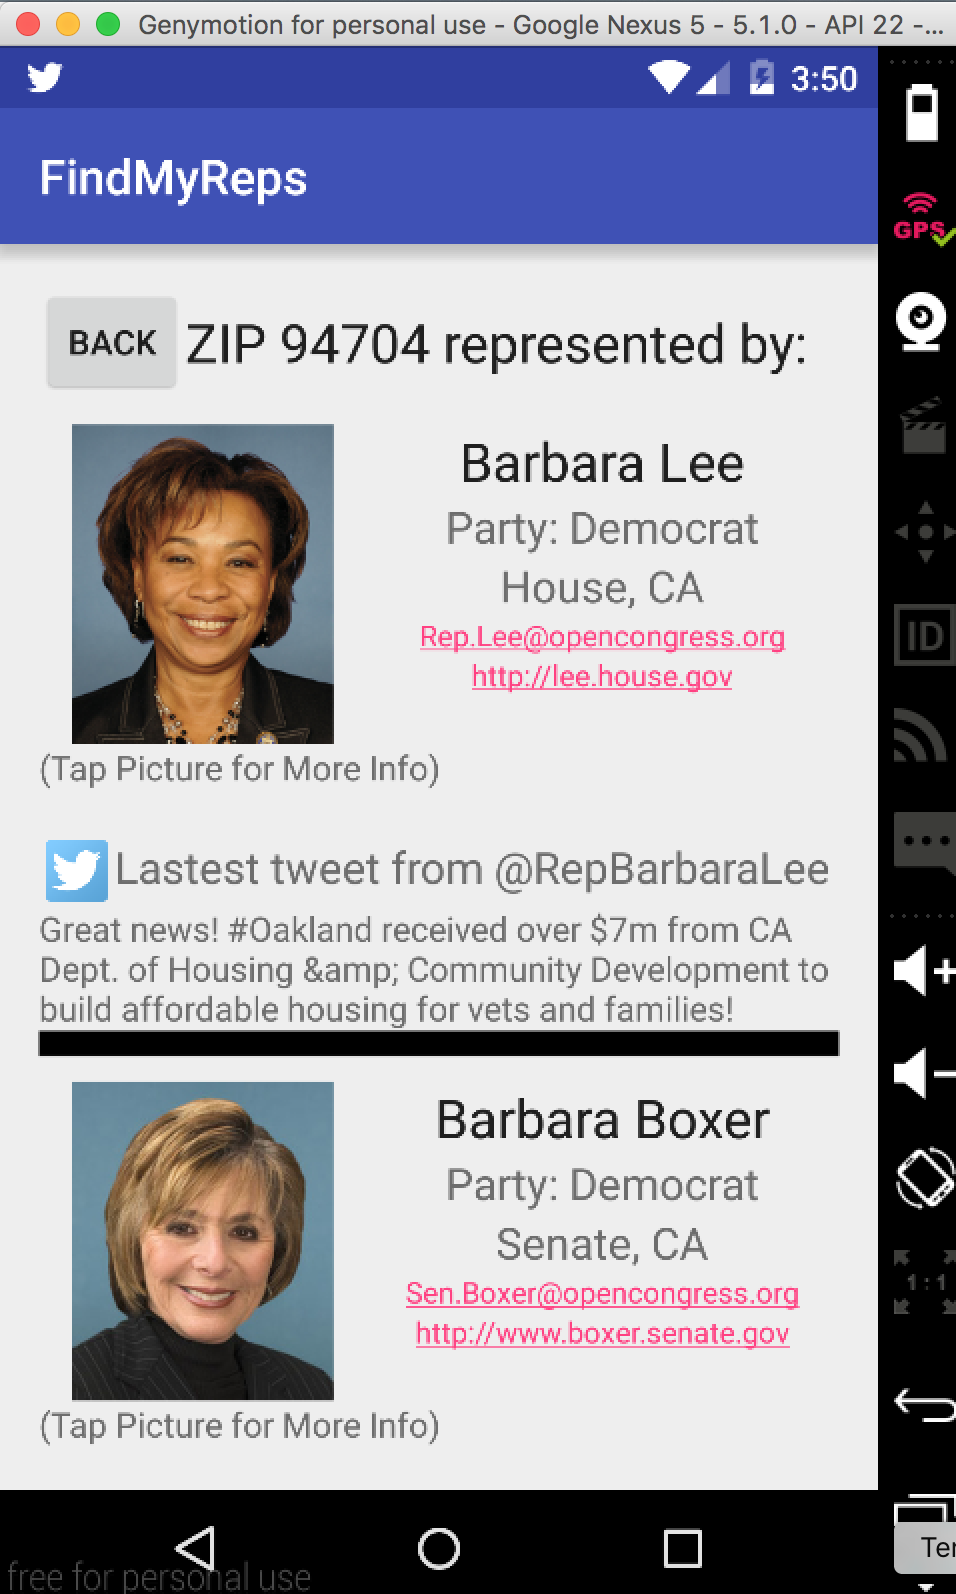 Genymotion for personal use - Google Nexus 5 - 5.1.0 - API 22 -...
3:50
FindMyReps
GPS
BACK
ZIP 94704 represented by:
Barbara Lee
Party: Democrat
House, CA
Rep.Lee@opencongress.org
http://lee.house.gov
(Tap Picture for More Info)
ID
Lastest tweet from @RepBarbaraLee
Great news! #Oakland received over $7m from CA
Dept. of Housing &amp; Community Development to
build affordable housing for vets and families!
Barbara Boxer
Party: Democrat
Senate, CA
Sen.Boxer@opencongress.org
http://www.boxer.senate.gov
1:1
(Tap Picture for More Info)
free for personal use